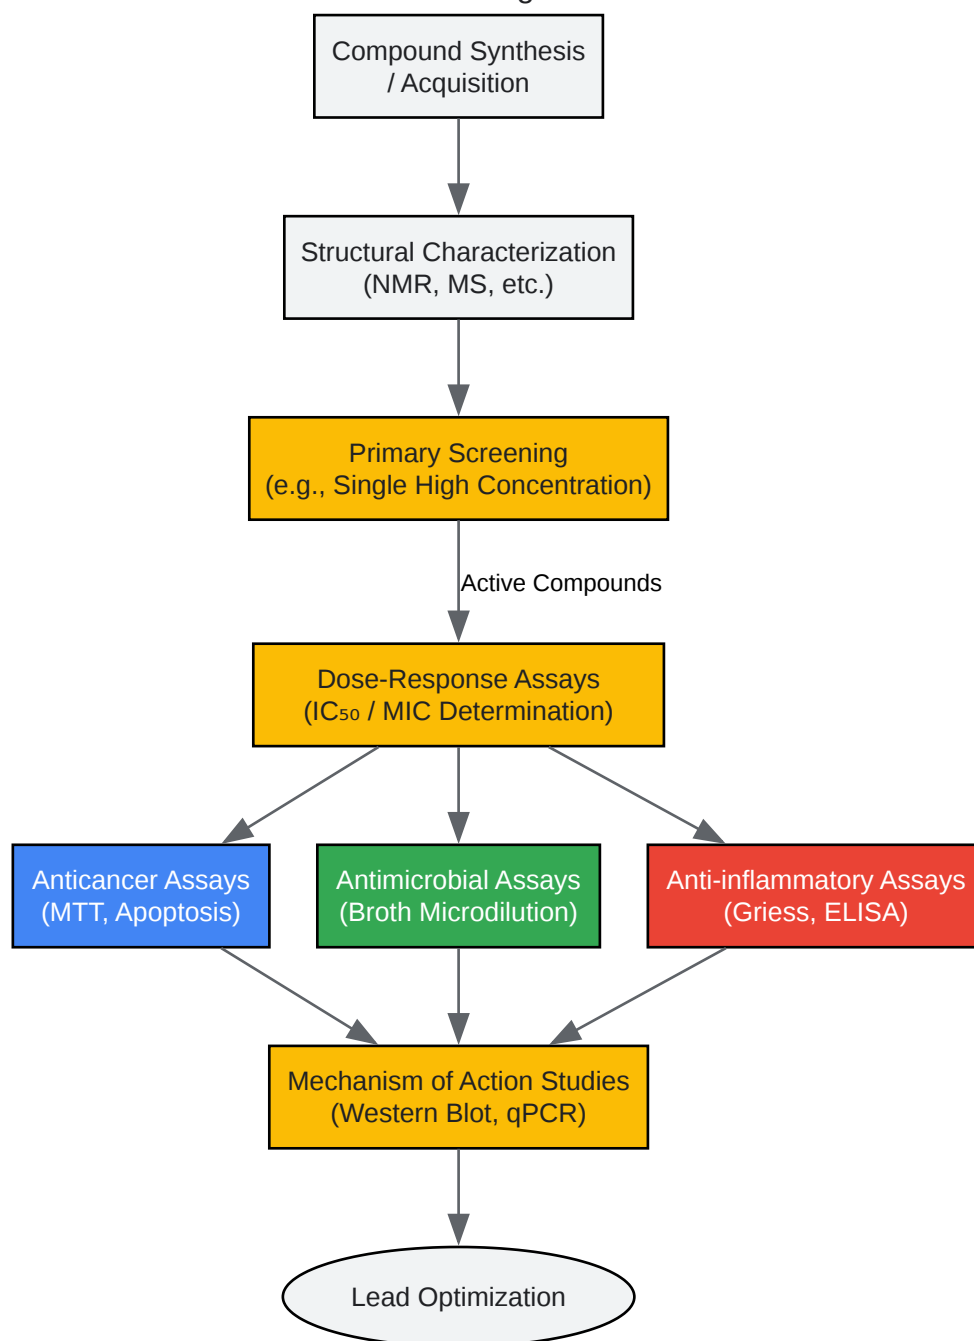 Compound Synthesis
/ Acquisition
Structural Characterization
(NMR, MS, etc.)
Primary Screening
(e.g., Single High Concentration)
Active Compounds
Dose-Response Assays
(IC₅₀ / MIC Determination)
Anticancer Assays
(MTT, Apoptosis)
Antimicrobial Assays
(Broth Microdilution)
Anti-inflammatory Assays
(Griess, ELISA)
Mechanism of Action Studies
(Western Blot, qPCR)
Lead Optimization